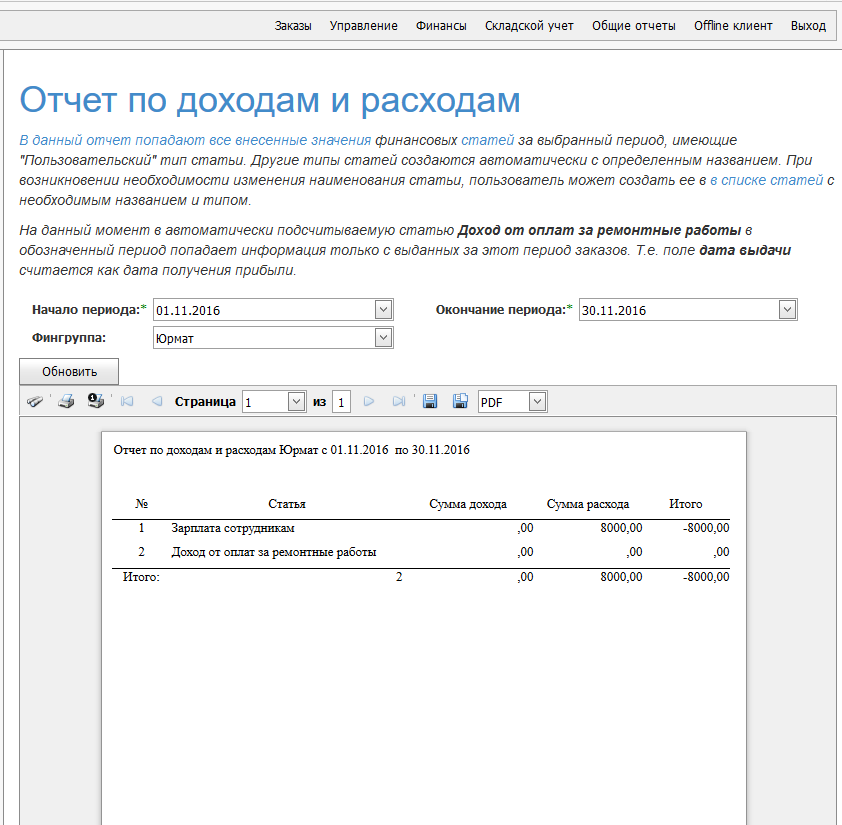 Заказы Управление Финансы Складской учет Общие отчеты Offline клиент Выход
Отчет по доходам и расходам
В данный отчет попадают все внесенные значения финансовых статей за выбранный период, имеющие
"Пользовательский" тип статьи. Другие типы статей создаются автоматически с определенным названием. При
возникновении необходимости изменения наименования статьи, пользователь может создать ее в в списке статей с
необходимым названием и типом.
На данный момент в автоматически подсчитываемую статью Доход от оплат за ремонтные работы в
обозначенный период попадает информация только с выданных за этот период заказов. Т.е. поле дата выдачи
считается как дата получения прибыли.
Начало периода:* 01.11.2016 Окончание периода:* 30.11.2016
Фингруппа: Юрмат
Обновить
Страница 1 из 1 PDF
Отчет по доходам и расходам Юрмат с 01.11.2016 по 30.11.2016
№ Статья Сумма дохода Сумма расхода Итого
1 Зарплата сотрудникам ,00 8000,00 -8000,00
2 Доход от оплат за ремонтные работы ,00 ,00 ,00
Итого: 2 ,00 8000,00 -8000,00